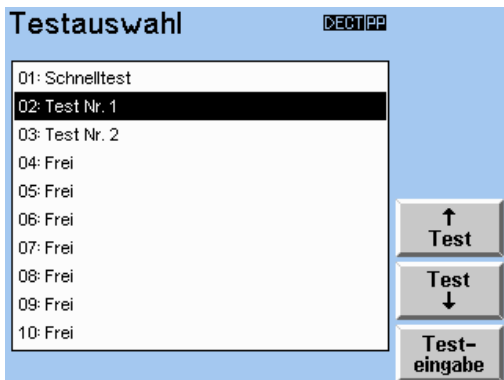 Testauswahl DECT PP
01: Schnelltest
02: Test Nr. 1
03: Test Nr. 2
04: Frei
05: Frei
06: Frei
07: Frei
08: Frei
09: Frei
10: Frei
↑
Test
Test
↓
Test-
eingabe